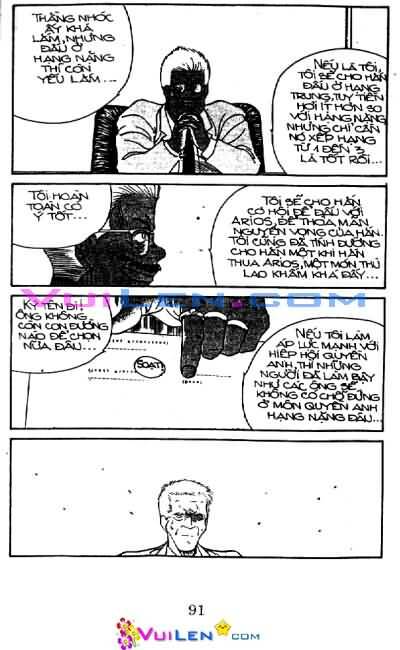 THẰNG NHÓC
ẤY KHÁ
LẮM, NHƯNG
ĐẤU Ở
HẠNG NẶNG
THÌ CÒN
YẾU LẮM...
NẾU LÀ TÔI,
TÔI SẼ CHO HẮN
ĐẤU Ở HẠNG
TRUNG, TUY TIỀN
HƠI ÍT HƠN SO
VỚI HÀNG NẶNG
NHƯNG CHỈ CẦN
NÓ XẾP HẠNG
TỪ 1 ĐẾN 3
LÀ TỐT RỒI...
TÔI HOÀN
TOÀN CÓ
Ý TỐT...
TÔI SẼ CHO HẮN
CƠ HỘI ĐỂ ĐẤU VỚI
ARIOS, ĐỂ THỎA MÃN
NGUYỆN VỌNG CỦA HẮN.
TÔI CŨNG ĐÃ TÍNH ĐƯỜNG
CHO HẮN MỘT KHI HẮN
THUA ARIOS, MỘT MÓN THÙ
LAO KHẤM KHÁ ĐẤY...
VUILEN.COM
KÝ TÊN ĐI!
ÔNG KHÔNG
CÒN CON ĐƯỜNG
NÀO ĐỂ CHỌN
NỮA ĐÂU...
SOẠT!
NẾU TÔI LÀM
ÁP LỰC MẠNH VỚI
HIỆP HỘI QUYỀN
ANH, THÌ NHỮNG
NGƯỜI ĐÃ LÀM BẬY
NHƯ CÁC ÔNG SẼ
KHÔNG CÓ CHỖ ĐỨNG
Ở MÔN QUYỀN ANH
HẠNG NẶNG ĐÂU...
91
VUILEN.COM